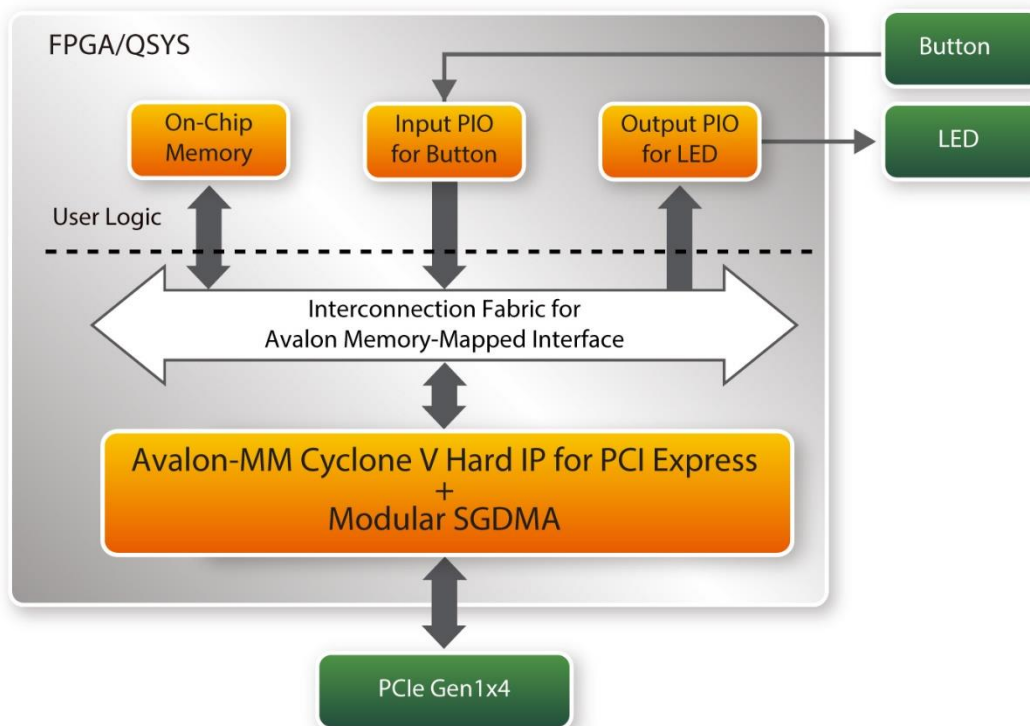 FPGA/QSYS
Button
LED
On-Chip
Memory
Input PIO
for Button
Output PIO
for LED
User Logic
Interconnection Fabric for
Avalon Memory-Mapped Interface
Avalon-MM Cyclone V Hard IP for PCI Express
+
Modular SGDMA
PCIe Gen1x4